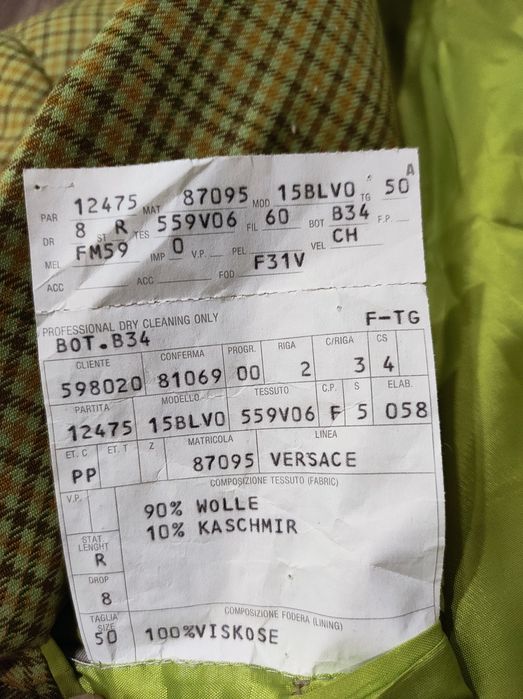 A
PAR 12475 MAT 87095 MOD 15BLV0 TG 50
DR 8 ST R TES 559V06 FIL 60 BOT B34 F.P.
MEL FM59 IMP 0 V.P. PEL VEL CH
ACC ACC FOD F31V
PROFESSIONAL DRY CLEANING ONLY F-TG
BOT.B34
CLIENTE CONFERMA PROGR. RIGA C/RIGA CS
598020 81069 00 2 3 4
PARTITA MODELLO TESSUTO C.P. S ELAB.
12475 15BLV0 559V06 F 5 058
ET. C ET. T Z MATRICOLA LINEA
PP 87095 VERSACE
V.P. COMPOSIZIONE TESSUTO (FABRIC)
90% WOLLE
10% KASCHMIR
STAT.
LENGHT
R
DROP
8
TAGLIA
SIZE
50
COMPOSIZIONE FODERA (LINING)
100%VISKOSE